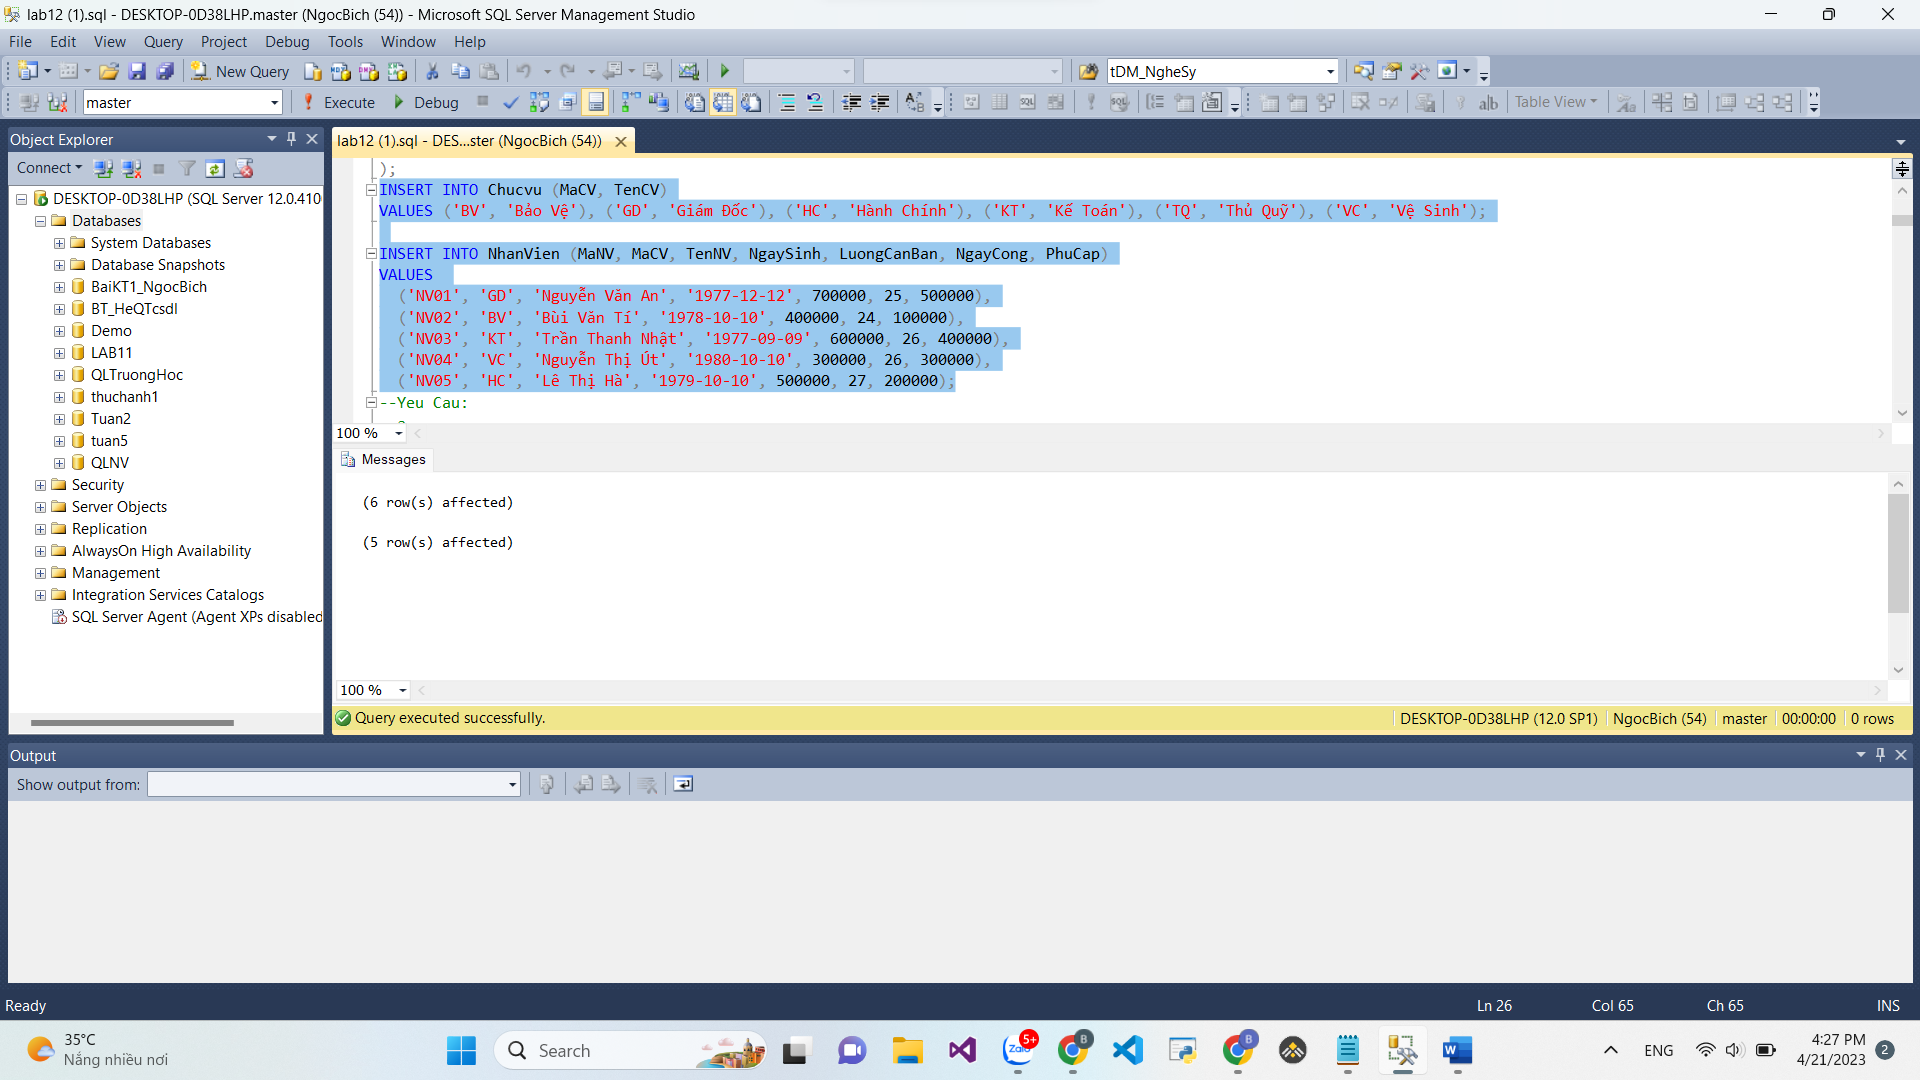 lab12 (1).sql - DESKTOP-0D38LHP.master (NgocBich (54)) - Microsoft SQL Server Management Studio
File Edit View Query Project Debug Tools Window Help
New Query tDM_NgheSy
master Execute Debug Table View
Object Explorer
Connect
DESKTOP-0D38LHP (SQL Server 12.0.410
Databases
System Databases
Database Snapshots
BaiKT1_NgocBich
BT_HeQTcsdl
Demo
LAB11
QLTruongHoc
thuchanh1
Tuan2
tuan5
QLNV
Security
Server Objects
Replication
AlwaysOn High Availability
Management
Integration Services Catalogs
SQL Server Agent (Agent XPs disabled
lab12 (1).sql - DES...ster (NgocBich (54))
);
INSERT INTO Chucvu (MaCV, TenCV)
VALUES ('BV', 'Bảo Vệ'), ('GD', 'Giám Đốc'), ('HC', 'Hành Chính'), ('KT', 'Kế Toán'), ('TQ', 'Thủ Quỹ'), ('VC', 'Vệ Sinh');
INSERT INTO NhanVien (MaNV, MaCV, TenNV, NgaySinh, LuongCanBan, NgayCong, PhuCap)
VALUES
('NV01', 'GD', 'Nguyễn Văn An', '1977-12-12', 700000, 25, 500000),
('NV02', 'BV', 'Bùi Văn Tí', '1978-10-10', 400000, 24, 100000),
('NV03', 'KT', 'Trần Thanh Nhật', '1977-09-09', 600000, 26, 400000),
('NV04', 'VC', 'Nguyễn Thị Út', '1980-10-10', 300000, 26, 300000),
('NV05', 'HC', 'Lê Thị Hà', '1979-10-10', 500000, 27, 200000);
--Yeu Cau:
100 %
Messages
(6 row(s) affected)
(5 row(s) affected)
100 %
Query executed successfully. DESKTOP-0D38LHP (12.0 SP1) NgocBich (54) master 00:00:00 0 rows
Output
Show output from:
Ready Ln 26 Col 65 Ch 65 INS
35°C
Nắng nhiều nơi
Search
ENG
4:27 PM
4/21/2023
2